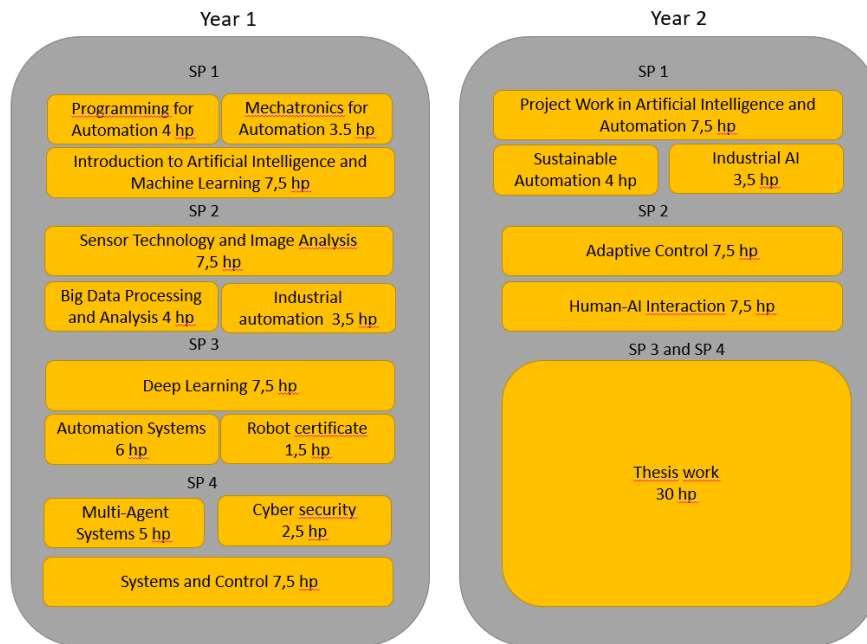 Year 1
SP 1
Programming for
Automation 4 hp
Mechatronics for
Automation 3.5 hp
Introduction to Artificial Intelligence and
Machine Learning 7,5 hp
SP 2
Sensor Technology and Image Analysis
7,5 hp
Big Data Processing
and Analysis 4 hp
Industrial
automation 3,5 hp
SP 3
Deep Learning 7,5 hp
Automation Systems
6 hp
Robot certificate
1,5 hp
SP 4
Multi-Agent
Systems 5 hp
Cyber security
2,5 hp
Systems and Control 7,5 hp
Year 2
SP 1
Project Work in Artificial Intelligence and
Automation 7,5 hp
Sustainable
Automation 4 hp
Industrial AI
3,5 hp
SP 2
Adaptive Control 7,5 hp
Human-AI Interaction 7,5 hp
SP 3 and SP 4
Thesis work
30 hp